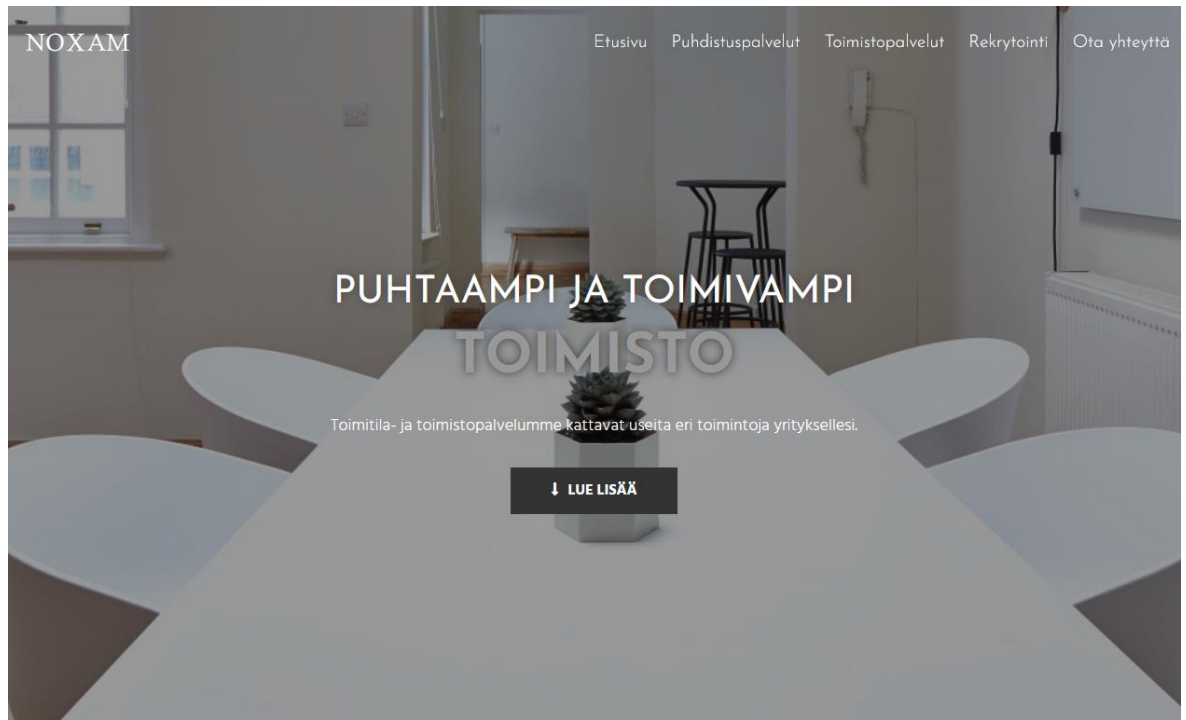 NOXAM
Etusivu Puhdistuspalvelut Toimistopalvelut Rekrytointi Ota yhteyttä
PUHTAAMPI JA TOIMIVAMPI
TOIMISTO
Toimitila- ja toimistopalvelumme kattavat useita eri toimintoja yrityksellesi.
LUE LISÄÄ